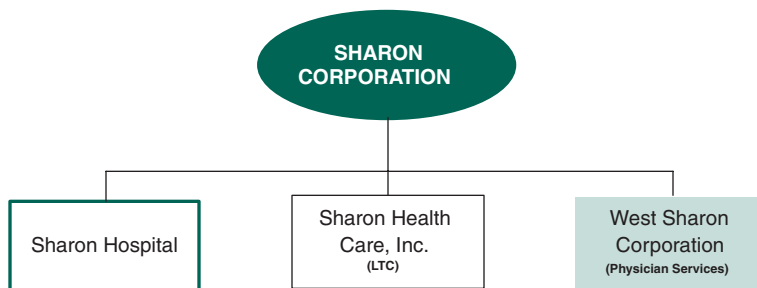 SHARON
CORPORATION
Sharon Hospital
Sharon Health
Care, Inc.
(LTC)
West Sharon
Corporation
(Physician Services)